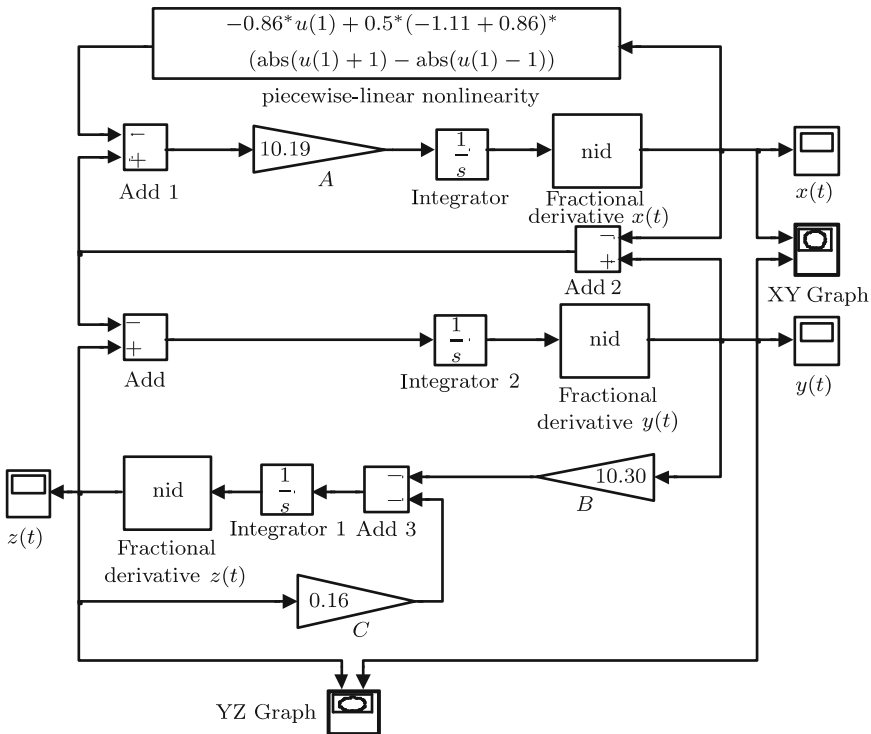 −0.86*u(1) + 0.5*(−1.11 + 0.86)*
(abs(u(1) + 1) − abs(u(1) − 1))
piecewise-linear nonlinearity
−
+
Add 1
10.19
A
1
s
Integrator
nid
Fractional
derivative x(t)
x(t)
−
+
Add 2
XY Graph
−
+
Add
1
s
Integrator 2
nid
Fractional
derivative y(t)
y(t)
z(t)
nid
Fractional
derivative z(t)
1
s
Integrator 1
−
−
Add 3
10.30
B
0.16
C
YZ Graph